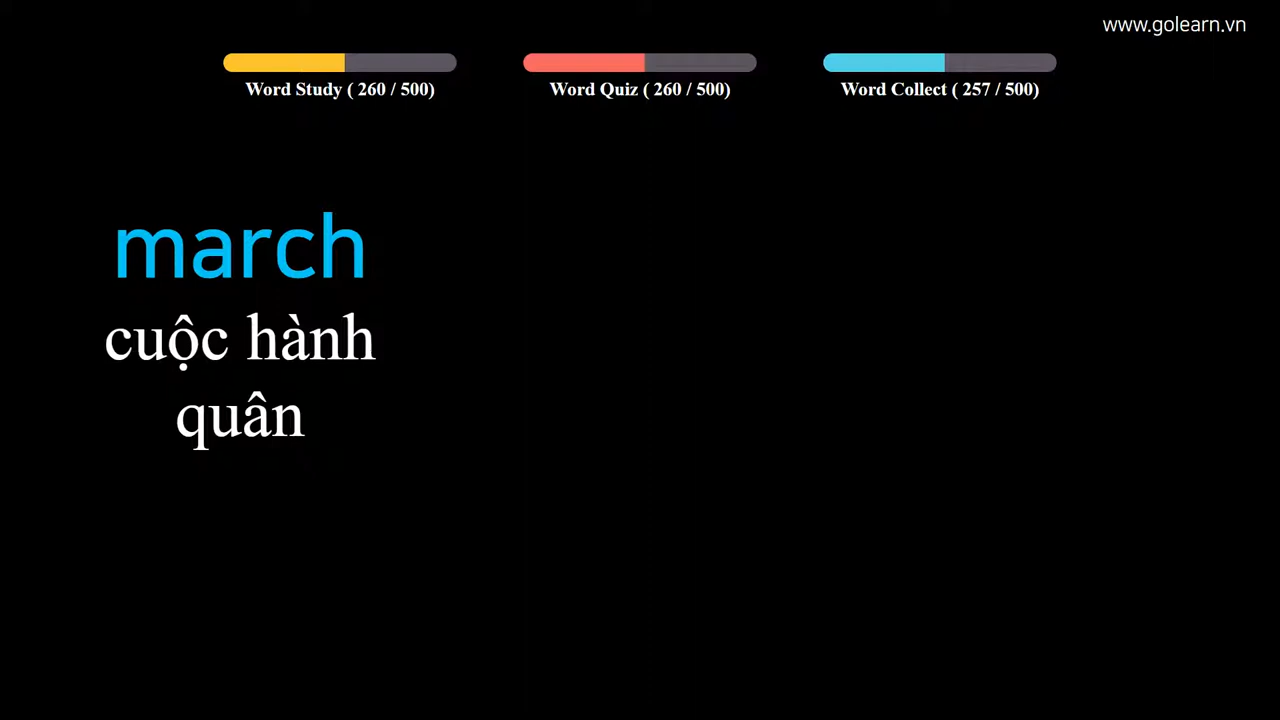 www.golearn.vn
Word Study ( 260 / 500)
Word Quiz ( 260 / 500)
Word Collect ( 257 / 500)
march
cuộc hành
quân